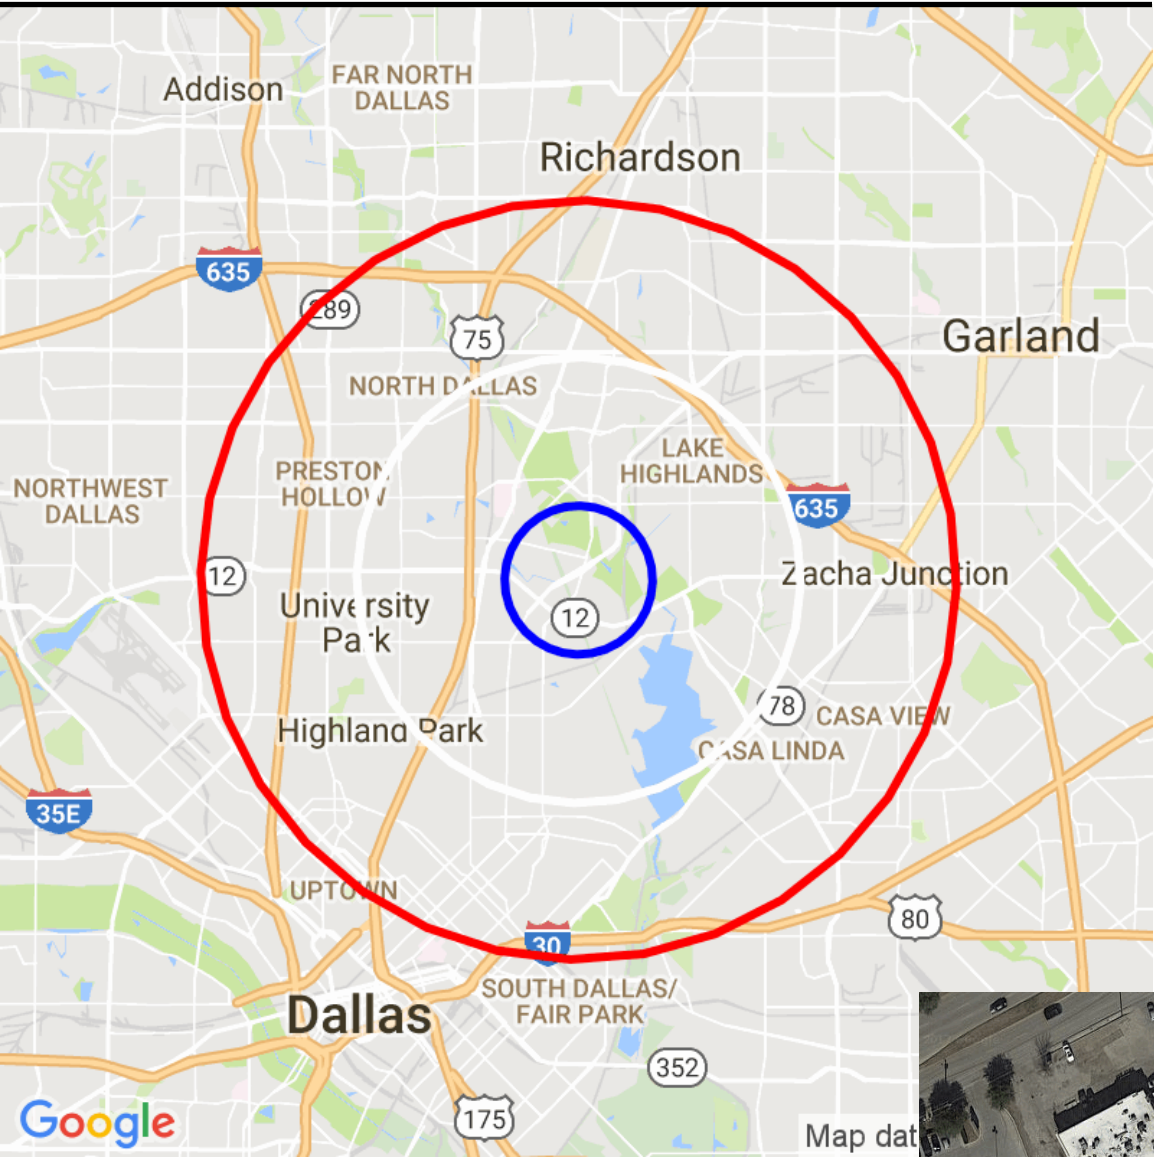 FAR NORTH
DALLAS
Addison
Richardson
635
289
75
Garland
NORTH DALLAS
LAKE
HIGHLANDS
PRESTON
HOLLOW
NORTHWEST
DALLAS
635
12
Zacha Junction
University
Park
12
78
CASA VIEW
Highland Park
CASA LINDA
35E
UPTOWN
80
30
SOUTH DALLAS/
FAIR PARK
Dallas
352
175
Google
Map dat